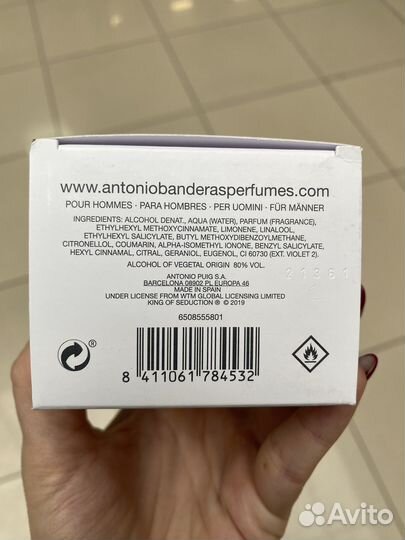 www.antoniobanderasperfumes.com
POUR HOMMES · PARA HOMBRES · PER UOMINI · FÜR MÄNNER
INGREDIENTS: ALCOHOL DENAT., AQUA (WATER), PARFUM (FRAGRANCE),
ETHYLHEXYL METHOXYCINNAMATE, LIMONENE, LINALOOL,
ETHYLHEXYL SALICYLATE, BUTYL METHOXYDIBENZOYLMETHANE,
CITRONELLOL, COUMARIN, ALPHA-ISOMETHYL IONONE, BENZYL SALICYLATE,
HEXYL CINNAMAL, CITRAL, GERANIOL, EUGENOL, CI 60730 (EXT. VIOLET 2).
ALCOHOL OF VEGETAL ORIGIN 80% VOL.
21361
ANTONIO PUIG S.A.
BARCELONA 08902 PL EUROPA 46
MADE IN SPAIN
UNDER LICENSE FROM WTM GLOBAL LICENSING LIMITED
KING OF SEDUCTION ® © 2019
6508555801
®
8 411061 784532
Avito